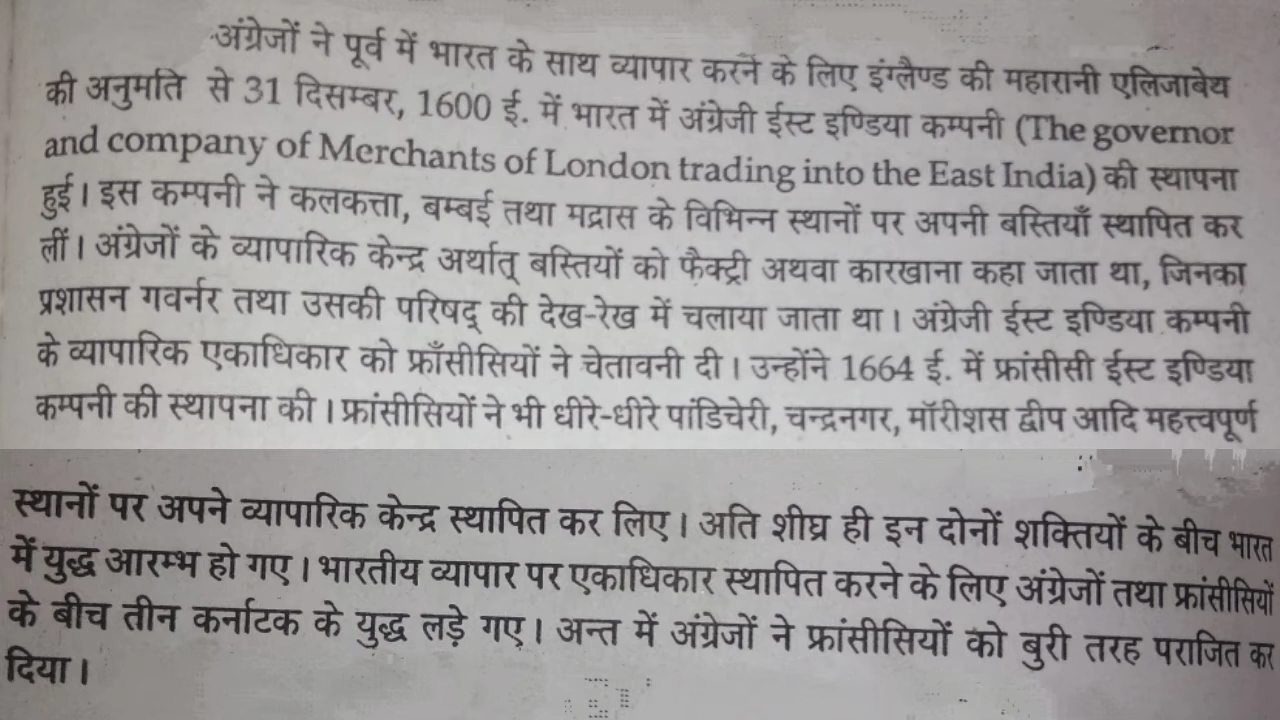 अंग्रेजों ने पूर्व में भारत के साथ व्यापार करने के लिए इंग्लैण्ड की महारानी एलिजाबेथ
की अनुमति से 31 दिसम्बर, 1600 ई. में भारत में अंग्रेजी ईस्ट इण्डिया कम्पनी (The governor
and company of Merchants of London trading into the East India) की स्थापना
हुई। इस कम्पनी ने कलकत्ता, बम्बई तथा मद्रास के विभिन्न स्थानों पर अपनी बस्तियाँ स्थापित कर
लीं। अंग्रेजों के व्यापारिक केन्द्र अर्थात् बस्तियों को फैक्ट्री अथवा कारखाना कहा जाता था, जिनका
प्रशासन गवर्नर तथा उसकी परिषद् की देख-रेख में चलाया जाता था। अंग्रेजी ईस्ट इण्डिया कम्पनी
के व्यापारिक एकाधिकार को फ्राँसीसियों ने चेतावनी दी। उन्होंने 1664 ई. में फ्रांसीसी ईस्ट इण्डिया
कम्पनी की स्थापना की। फ्रांसीसियों ने भी धीरे-धीरे पांडिचेरी, चन्द्रनगर, मॉरीशस द्वीप आदि महत्त्वपूर्ण
स्थानों पर अपने व्यापारिक केन्द्र स्थापित कर लिए। अति शीघ्र ही इन दोनों शक्तियों के बीच भारत
में युद्ध आरम्भ हो गए। भारतीय व्यापार पर एकाधिकार स्थापित करने के लिए अंग्रेजों तथा फ्रांसीसियों
के बीच तीन कर्नाटक के युद्ध लड़े गए। अन्त में अंग्रेजों ने फ्रांसीसियों को बुरी तरह पराजित कर
दिया।